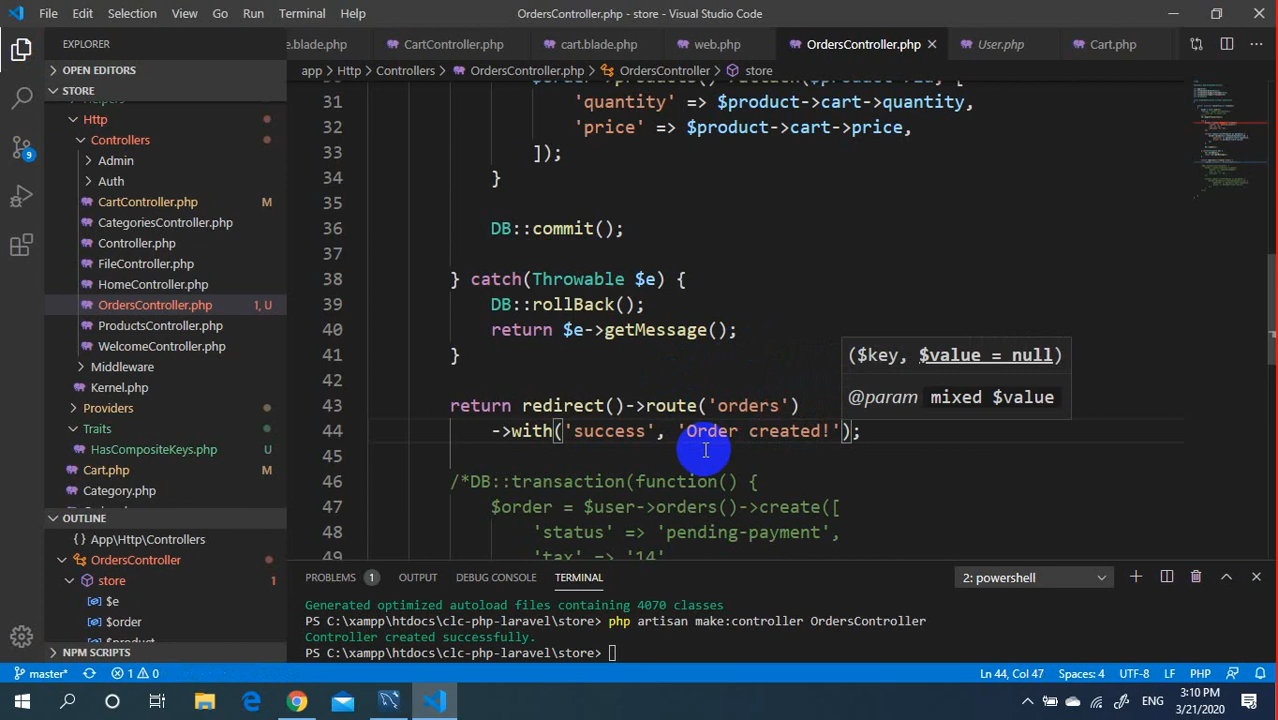 File Edit Selection View Go Run Terminal Help OrdersController.php - store - Visual Studio Code
EXPLORER
e.blade.php CartController.php cart.blade.php web.php OrdersController.php User.php Cart.php
OPEN EDITORS
app > Http > Controllers > OrdersController.php > OrdersController > store
STORE
Http
Controllers
Admin
Auth
CartController.php M
CategoriesController.php
Controller.php
FileController.php
HomeController.php
OrdersController.php 1, U
ProductsController.php
WelcomeController.php
Middleware
Kernel.php
Providers
Traits
HasCompositeKeys.php
Cart.php
Category.php
OUTLINE
{} App\Http\Controllers
OrdersController
store 1
$e
$order
$product
NPM SCRIPTS
31 'quantity' => $product->cart->quantity,
32 'price' => $product->cart->price,
33 ]);
34 }
35
36 DB::commit();
37
38 } catch(Throwable $e) {
39 DB::rollBack();
40 return $e->getMessage();
41 }
42
43 return redirect()->route('orders')
44 ->with('success', 'Order created!');
45
46 /*DB::transaction(function() {
47 $order = $user->orders()->create([
48 'status' => 'pending-payment',
49 'tax' => '14'
($key, $value = null)
@param mixed $value
PROBLEMS 1 OUTPUT DEBUG CONSOLE TERMINAL 2: powershell
Generated optimized autoload files containing 4070 classes
PS C:\xampp\htdocs\clc-php-laravel\store> php artisan make:controller OrdersController
Controller created successfully.
PS C:\xampp\htdocs\clc-php-laravel\store>
9
master* 1 0 Ln 44, Col 47 Spaces: 4 UTF-8 LF PHP
ENG 3:10 PM
3/21/2020